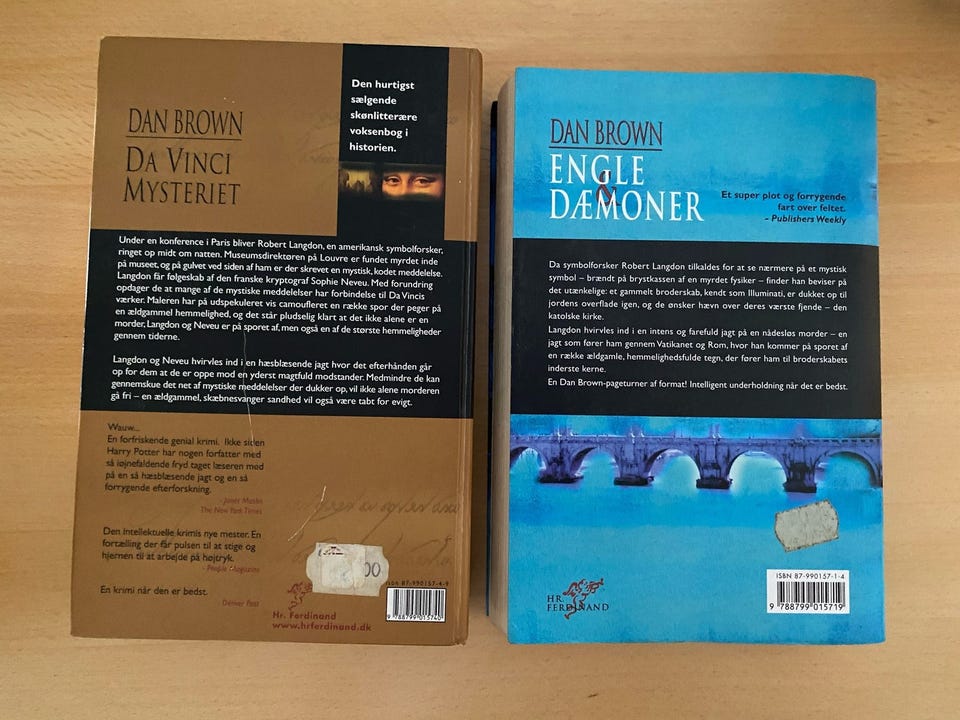 DAN BROWN
DA VINCI
MYSTERIET
Den hurtigst
sælgende
skønlitterære
voksenbog i
historien.
Under en konference i Paris bliver Robert Langdon, en amerikansk symbolforsker,
ringet op midt om natten. Museumsdirektøren på Louvre er fundet myrdet inde
på museet, og på gulvet ved siden af ham er der skrevet en mystisk, kodet meddelelse.
Langdon får følgeskab af den franske kryptograf Sophie Neveu. Med forundring
opdager de at mange af de mystiske meddelelser har forbindelse til Da Vincis
værker. Maleren har på udspekuleret vis camoufleret en række spor der peger på
en ældgammel hemmelighed, og det står pludselig klart at det ikke alene er en
morder, Langdon og Neveu er på sporet af, men også en af de største hemmeligheder
gennem tiderne.
Langdon og Neveu hvirvles ind i en hæsblæsende jagt hvor det efterhånden går
op for dem at de er oppe mod en yderst magtfuld modstander. Medmindre de kan
gennemskue det net af mystiske meddelelser der dukker op, vil ikke alene morderen
gå fri – en ældgammel, skæbnesvanger sandhed vil også være tabt for evigt.
Wauw...
En forfriskende genial krimi. Ikke siden
Harry Potter har nogen forfatter med
så iøjnefaldende fryd taget læseren med
på en så hæsblæsende jagt og en så
forrygende efterforskning.
- Janet Maslin
The New York Times
Den intellektuelle krimis nye mester. En
fortælling der får pulsen til at stige og
hjernen til at arbejde på højtryk.
- People Magazine
En krimi når den er bedst.
Denver Post
00
Hr. Ferdinand
www.hrferdinand.dk
ISBN 87-990157-4-9
9 788799 015740
DAN BROWN
ENGLE
&
DÆMONER
Et super plot og forrygende
fart over feltet.
- Publishers Weekly
Da symbolforsker Robert Langdon tilkaldes for at se nærmere på et mystisk
symbol – brændt på brystkassen af en myrdet fysiker – finder han beviser på
det utænkelige: et gammelt broderskab, kendt som Illuminati, er dukket op til
jordens overflade igen, og de ønsker hævn over deres værste fjende – den
katolske kirke.
Langdon hvirvles ind i en intens og farefuld jagt på en nådesløs morder – en
jagt som fører ham gennem Vatikanet og Rom, hvor han kommer på sporet af
en række ældgamle, hemmelighedsfulde tegn, der fører ham til broderskabets
inderste kerne.
En Dan Brown-pageturner af format! Intelligent underholdning når det er bedst.
HR.
FERDINAND
ISBN 87-990157-1-4
9 788799 015719